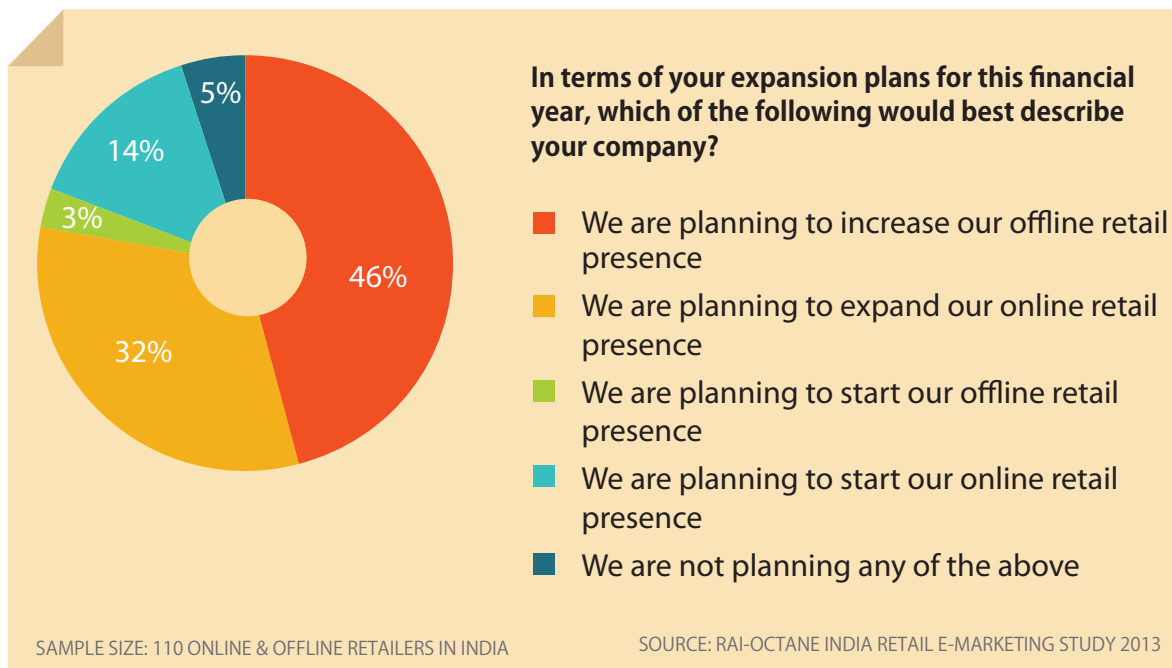 In terms of your expansion plans for this financial
year, which of the following would best describe
your company?
5%
14%
3%
46%
32%
We are planning to increase our offline retail
presence
We are planning to expand our online retail
presence
We are planning to start our offline retail
presence
We are planning to start our online retail
presence
We are not planning any of the above
SAMPLE SIZE: 110 ONLINE & OFFLINE RETAILERS IN INDIA
SOURCE: RAI-OCTANE INDIA RETAIL E-MARKETING STUDY 2013